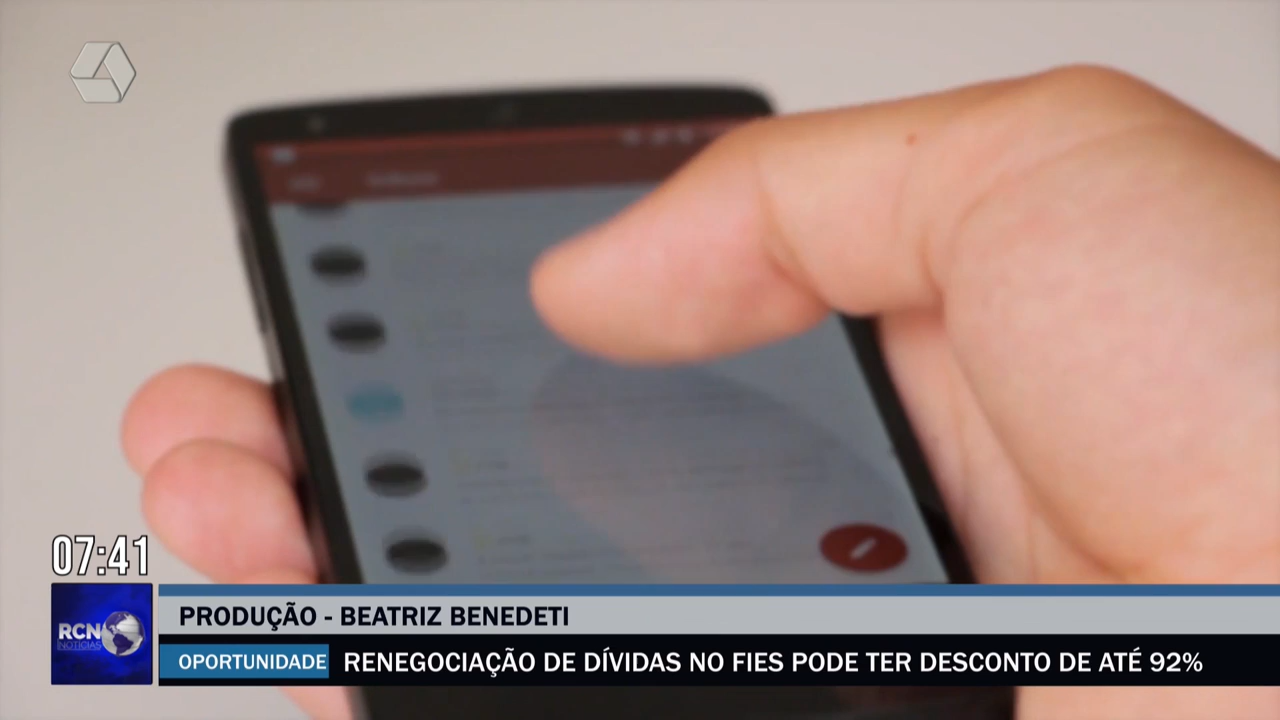 07:41
RCN
NOTÍCIAS
PRODUÇÃO - BEATRIZ BENEDETI
OPORTUNIDADE RENEGOCIAÇÃO DE DÍVIDAS NO FIES PODE TER DESCONTO DE ATÉ 92%